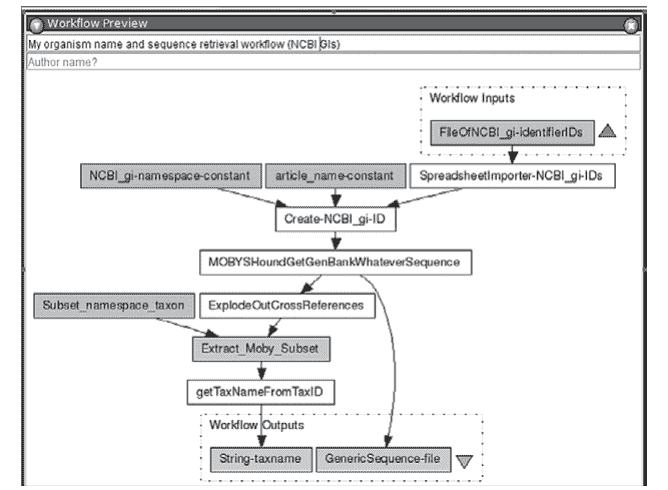 Workflow Preview
My organism name and sequence retrieval workflow (NCBI GIs)
Author name?
Workflow Inputs
FileOfNCBI_gi-identifierIDs
NCBI_gi-namespace-constant article_name-constant SpreadsheetImporter-NCBI_gi-IDs
Create-NCBI_gi-ID
MOBYSHoundGetGenBankWhateverSequence
Subset_namespace_taxon ExplodeOutCrossReferences
Extract_Moby_Subset
getTaxNameFromTaxID
Workflow Outputs
String-taxname GenericSequence-file